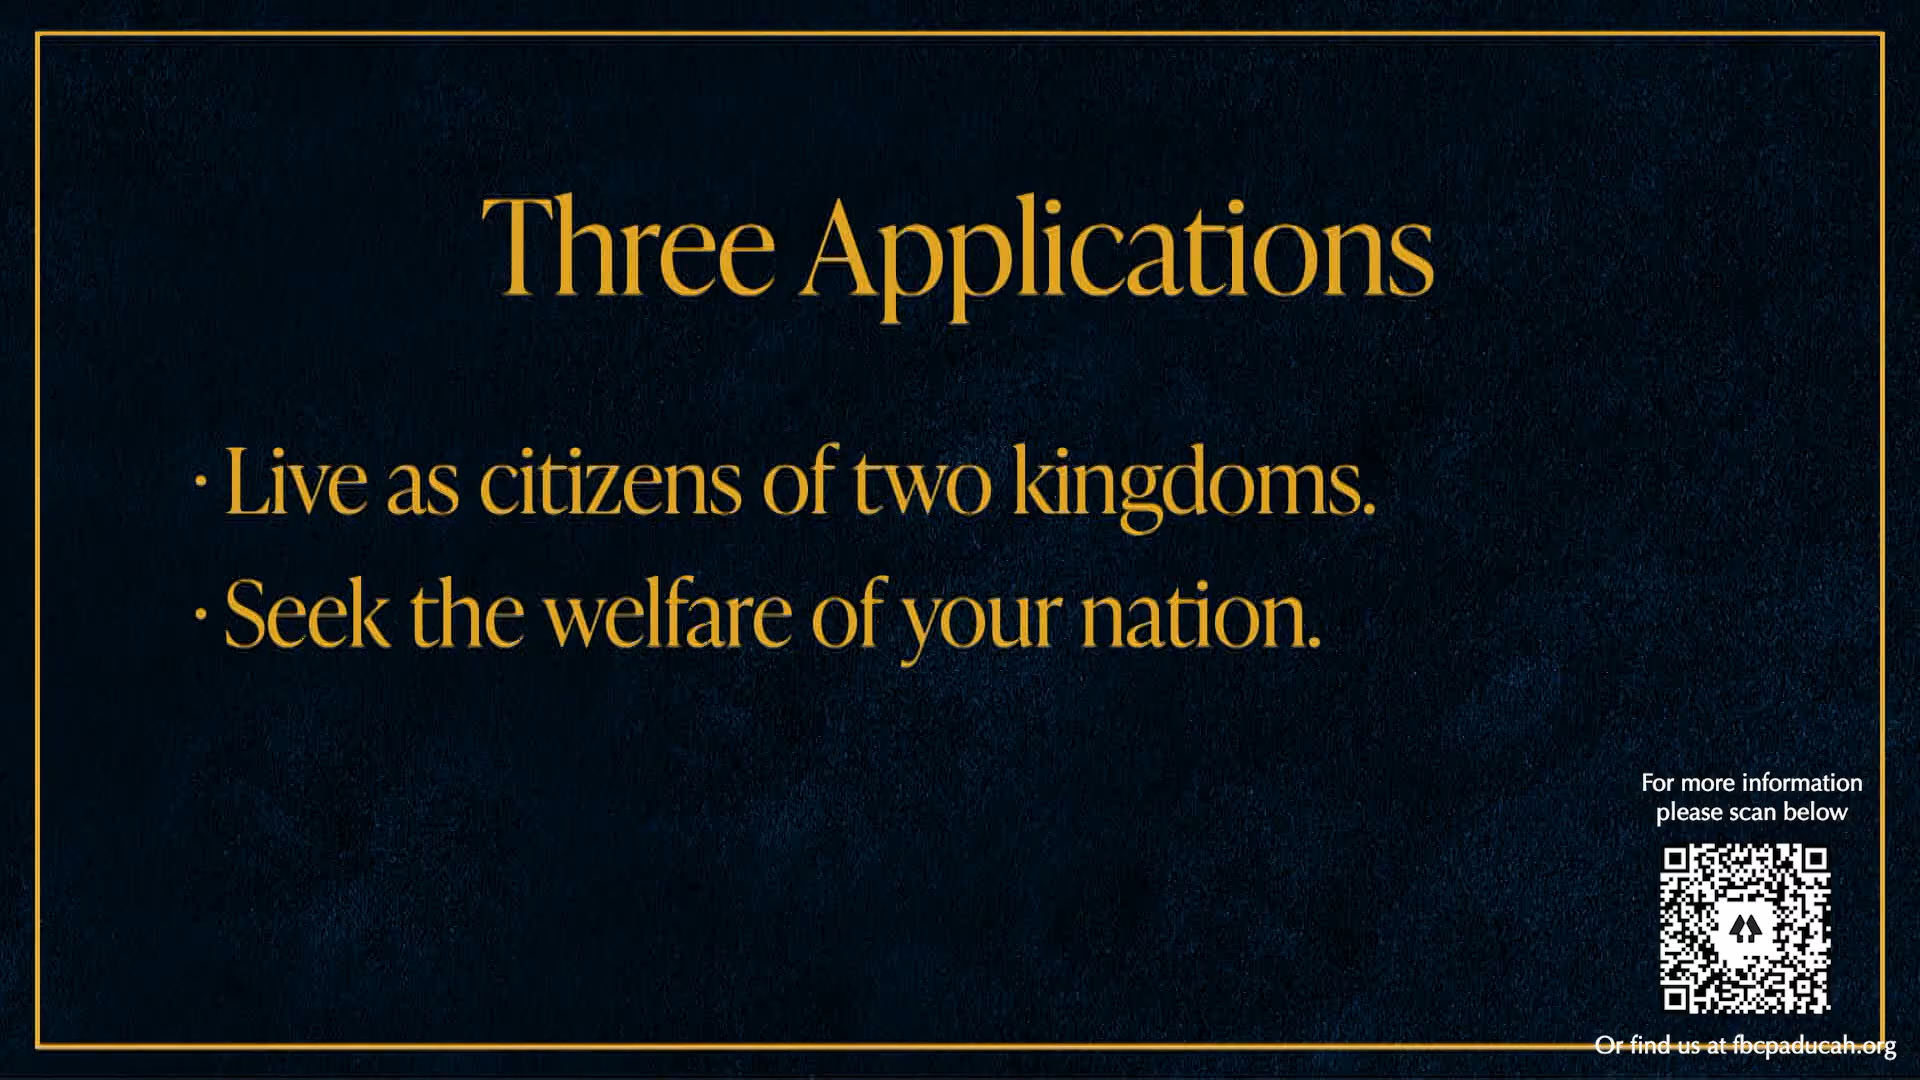 Three Applications
· Live as citizens of two kingdoms.
· Seek the welfare of your nation.
For more information
please scan below
Or find us at fbcpaducah.org